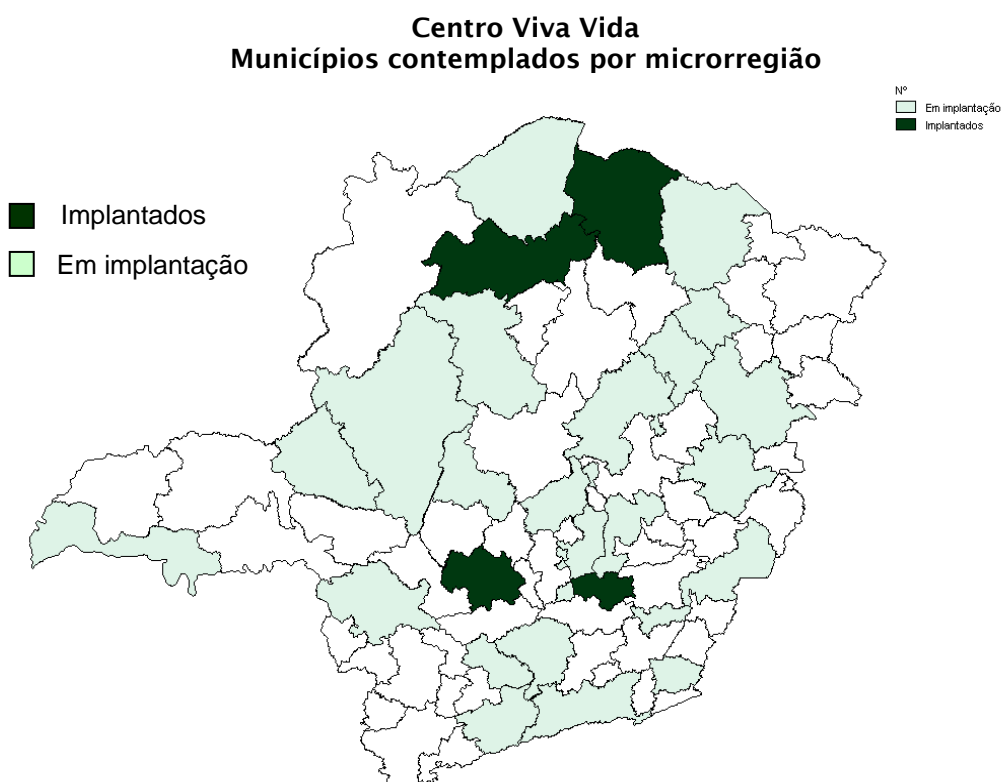 Centro Viva Vida
Municípios contemplados por microrregião
Nº
Em implantação
Implantados
Implantados
Em implantação